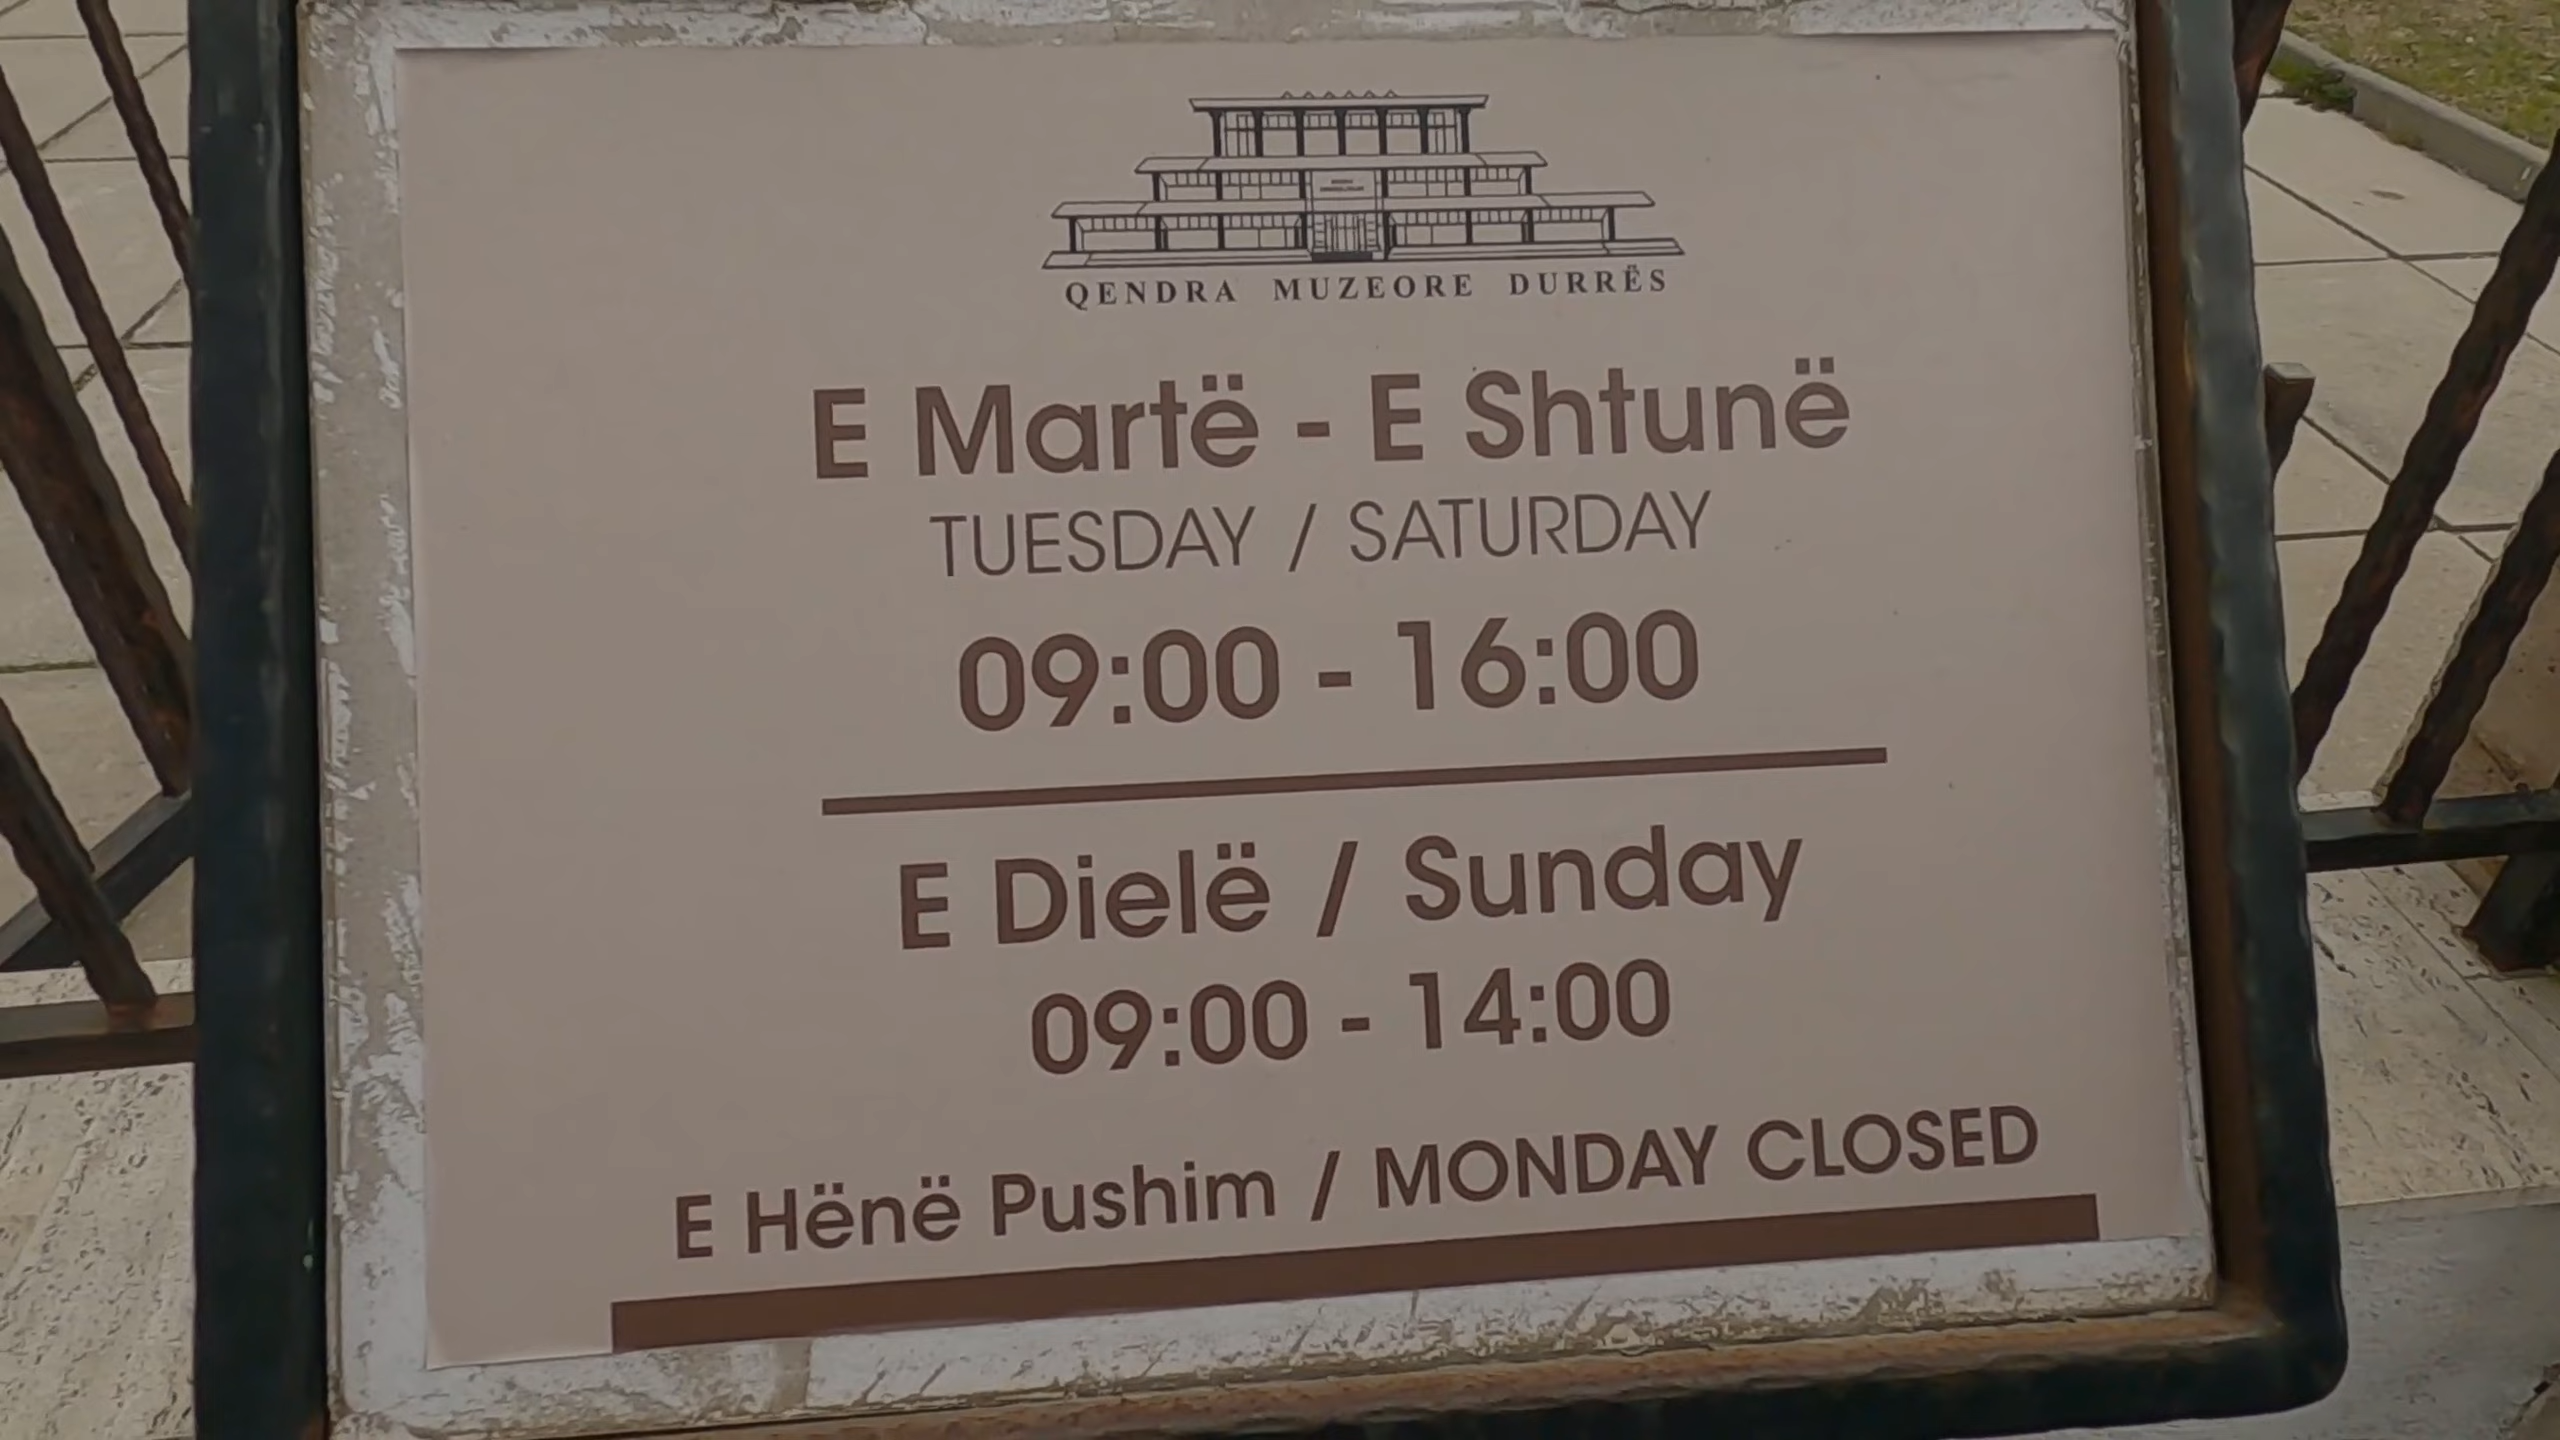 QENDRA MUZEORE DURRËS
E Martë - E Shtunë
TUESDAY / SATURDAY
09:00 - 16:00
E Dielë / Sunday
09:00 - 14:00
E Hënë Pushim / MONDAY CLOSED